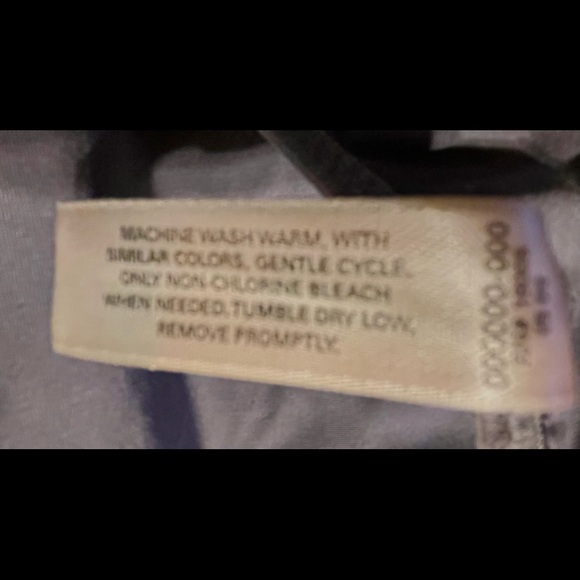 MACHINE WASH WARM, WITH
SIMILAR COLORS, GENTLE CYCLE.
ONLY NON-CHLORINE BLEACH
WHEN NEEDED. TUMBLE DRY LOW,
REMOVE PROMPTLY.
000000-000